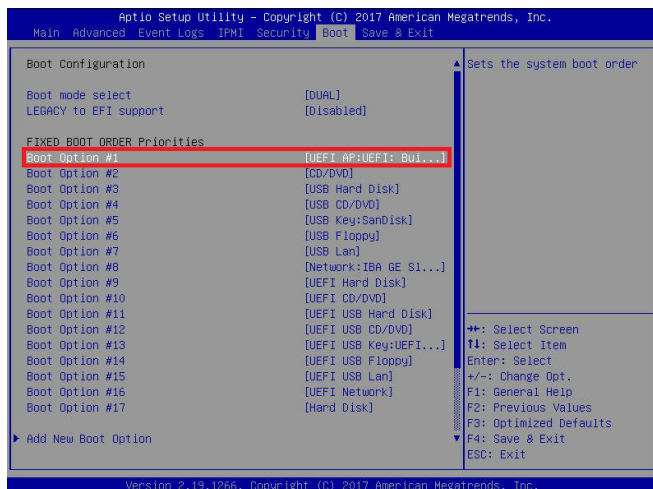 Aptio Setup Utility - Copyright (C) 2017 American Megatrends, Inc.
Main Advanced Event Logs IPMI Security Boot Save & Exit
Boot Configuration
Boot mode select [DUAL]
LEGACY to EFI support [Disabled]
FIXED BOOT ORDER Priorities
Boot Option #1 [UEFI AP:UEFI: Bui...]
Boot Option #2 [CD/DVD]
Boot Option #3 [USB Hard Disk]
Boot Option #4 [USB CD/DVD]
Boot Option #5 [USB Key:SanDisk]
Boot Option #6 [USB Floppy]
Boot Option #7 [USB Lan]
Boot Option #8 [Network:IBA GE Sl...]
Boot Option #9 [UEFI Hard Disk]
Boot Option #10 [UEFI CD/DVD]
Boot Option #11 [UEFI USB Hard Disk]
Boot Option #12 [UEFI USB CD/DVD]
Boot Option #13 [UEFI USB Key:UEFI...]
Boot Option #14 [UEFI USB Floppy]
Boot Option #15 [UEFI USB Lan]
Boot Option #16 [UEFI Network]
Boot Option #17 [Hard Disk]
Add New Boot Option
Sets the system boot order
→←: Select Screen
↑↓: Select Item
Enter: Select
+/-: Change Opt.
F1: General Help
F2: Previous Values
F3: Optimized Defaults
F4: Save & Exit
ESC: Exit
Version 2.19.1266. Copyright (C) 2017 American Megatrends, Inc.